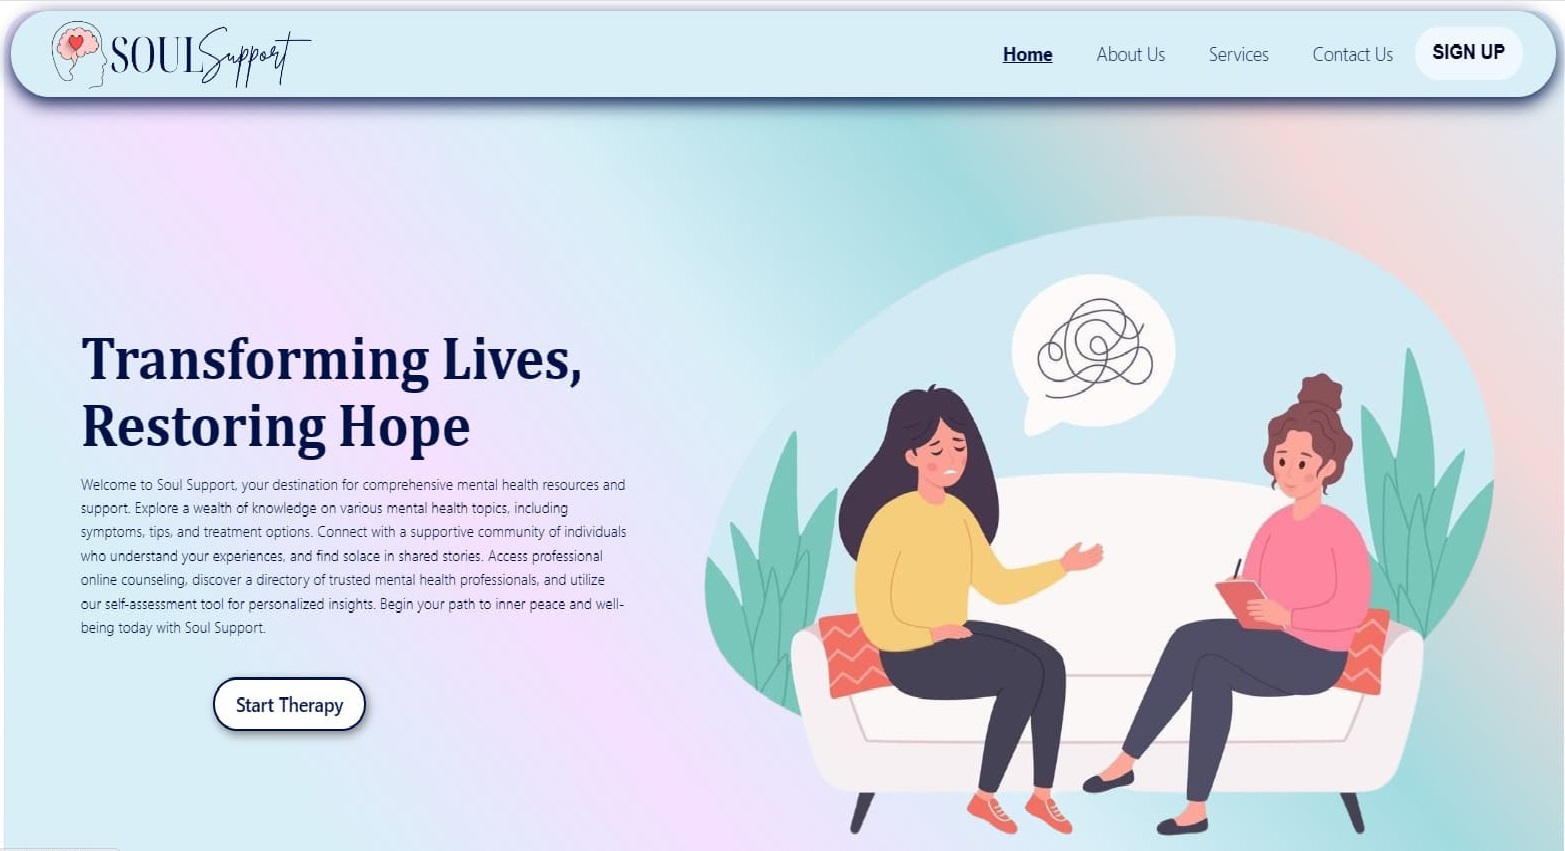 SOUL Support
Home
About Us
Services
Contact Us
SIGN UP
Transforming Lives,
Restoring Hope
Welcome to Soul Support, your destination for comprehensive mental health resources and
support. Explore a wealth of knowledge on various mental health topics, including
symptoms, tips, and treatment options. Connect with a supportive community of individuals
who understand your experiences, and find solace in shared stories. Access professional
online counseling, discover a directory of trusted mental health professionals, and utilize
our self-assessment tool for personalized insights. Begin your path to inner peace and well-
being today with Soul Support.
Start Therapy